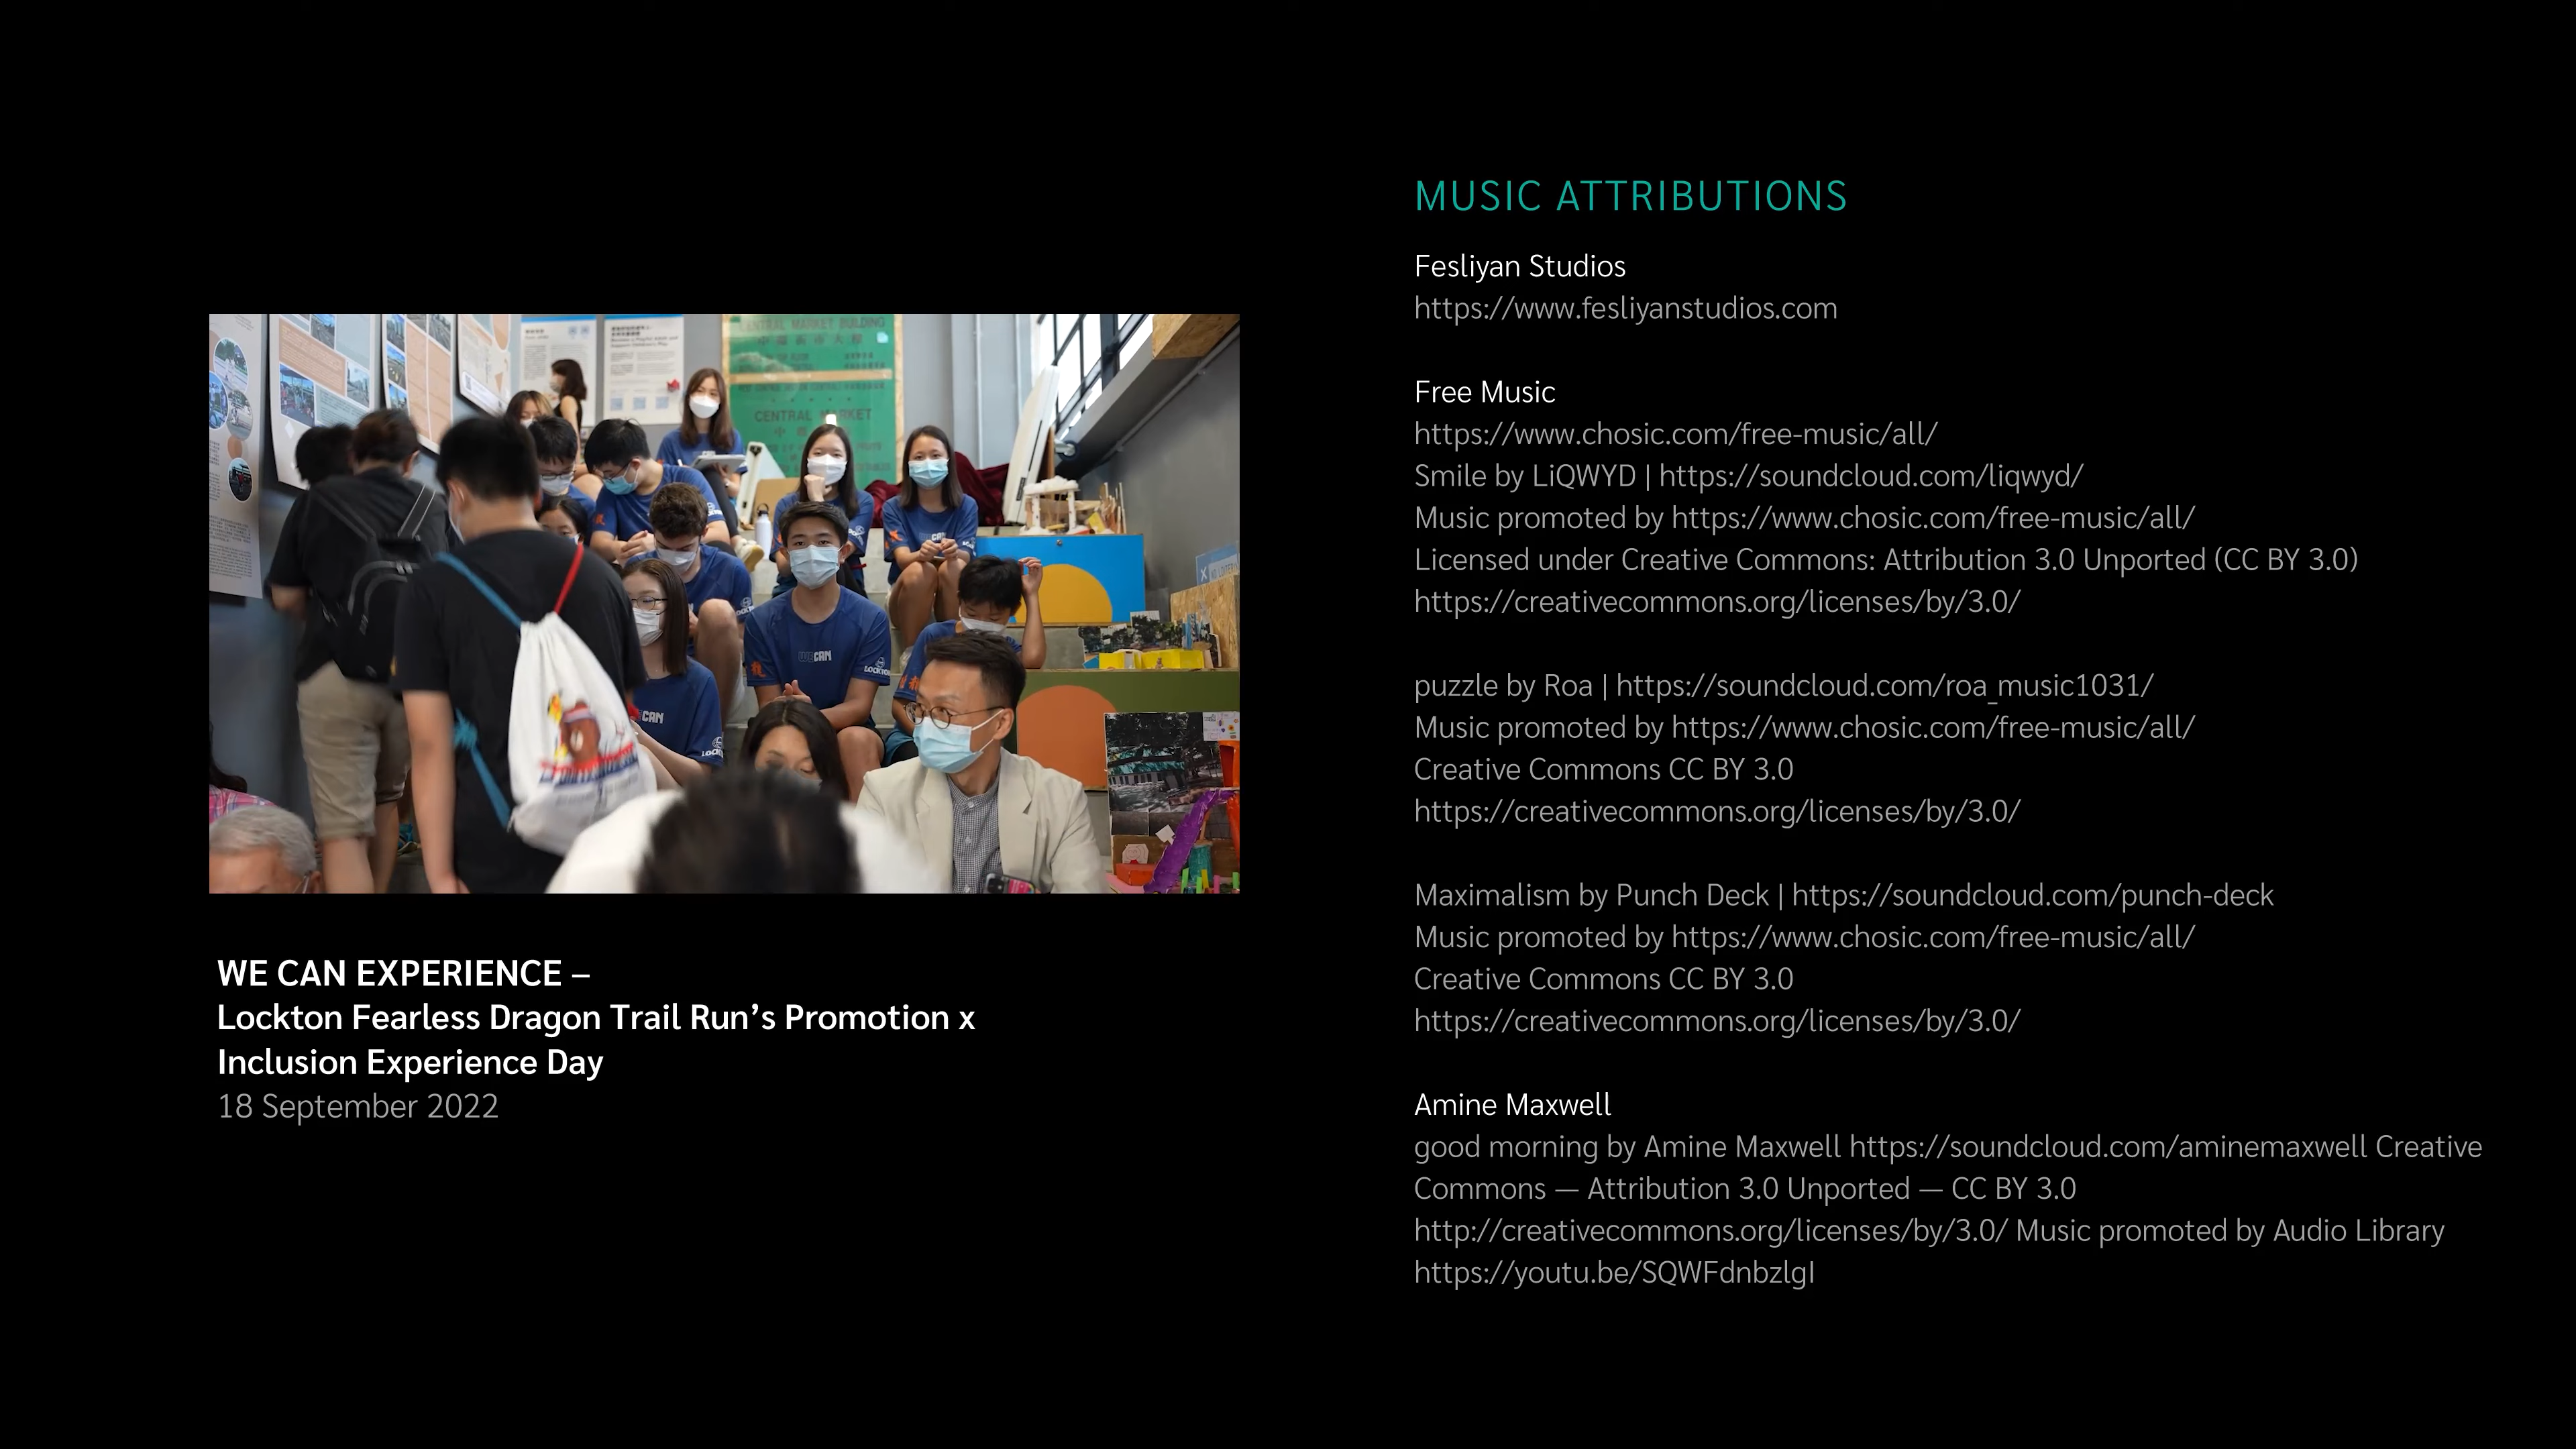 CENTRAL MARKET BUILDING
CENTRAL MARKET
WECAN
LOCKTON
CAN
WE CAN EXPERIENCE –
Lockton Fearless Dragon Trail Run’s Promotion x
Inclusion Experience Day
18 September 2022
MUSIC ATTRIBUTIONS
Fesliyan Studios
https://www.fesliyanstudios.com
Free Music
https://www.chosic.com/free-music/all/
Smile by LiQWYD | https://soundcloud.com/liqwyd/
Music promoted by https://www.chosic.com/free-music/all/
Licensed under Creative Commons: Attribution 3.0 Unported (CC BY 3.0)
https://creativecommons.org/licenses/by/3.0/
puzzle by Roa | https://soundcloud.com/roa_music1031/
Music promoted by https://www.chosic.com/free-music/all/
Creative Commons CC BY 3.0
https://creativecommons.org/licenses/by/3.0/
Maximalism by Punch Deck | https://soundcloud.com/punch-deck
Music promoted by https://www.chosic.com/free-music/all/
Creative Commons CC BY 3.0
https://creativecommons.org/licenses/by/3.0/
Amine Maxwell
good morning by Amine Maxwell https://soundcloud.com/aminemaxwell Creative
Commons — Attribution 3.0 Unported — CC BY 3.0
http://creativecommons.org/licenses/by/3.0/ Music promoted by Audio Library
https://youtu.be/SQWFdnbzlgI